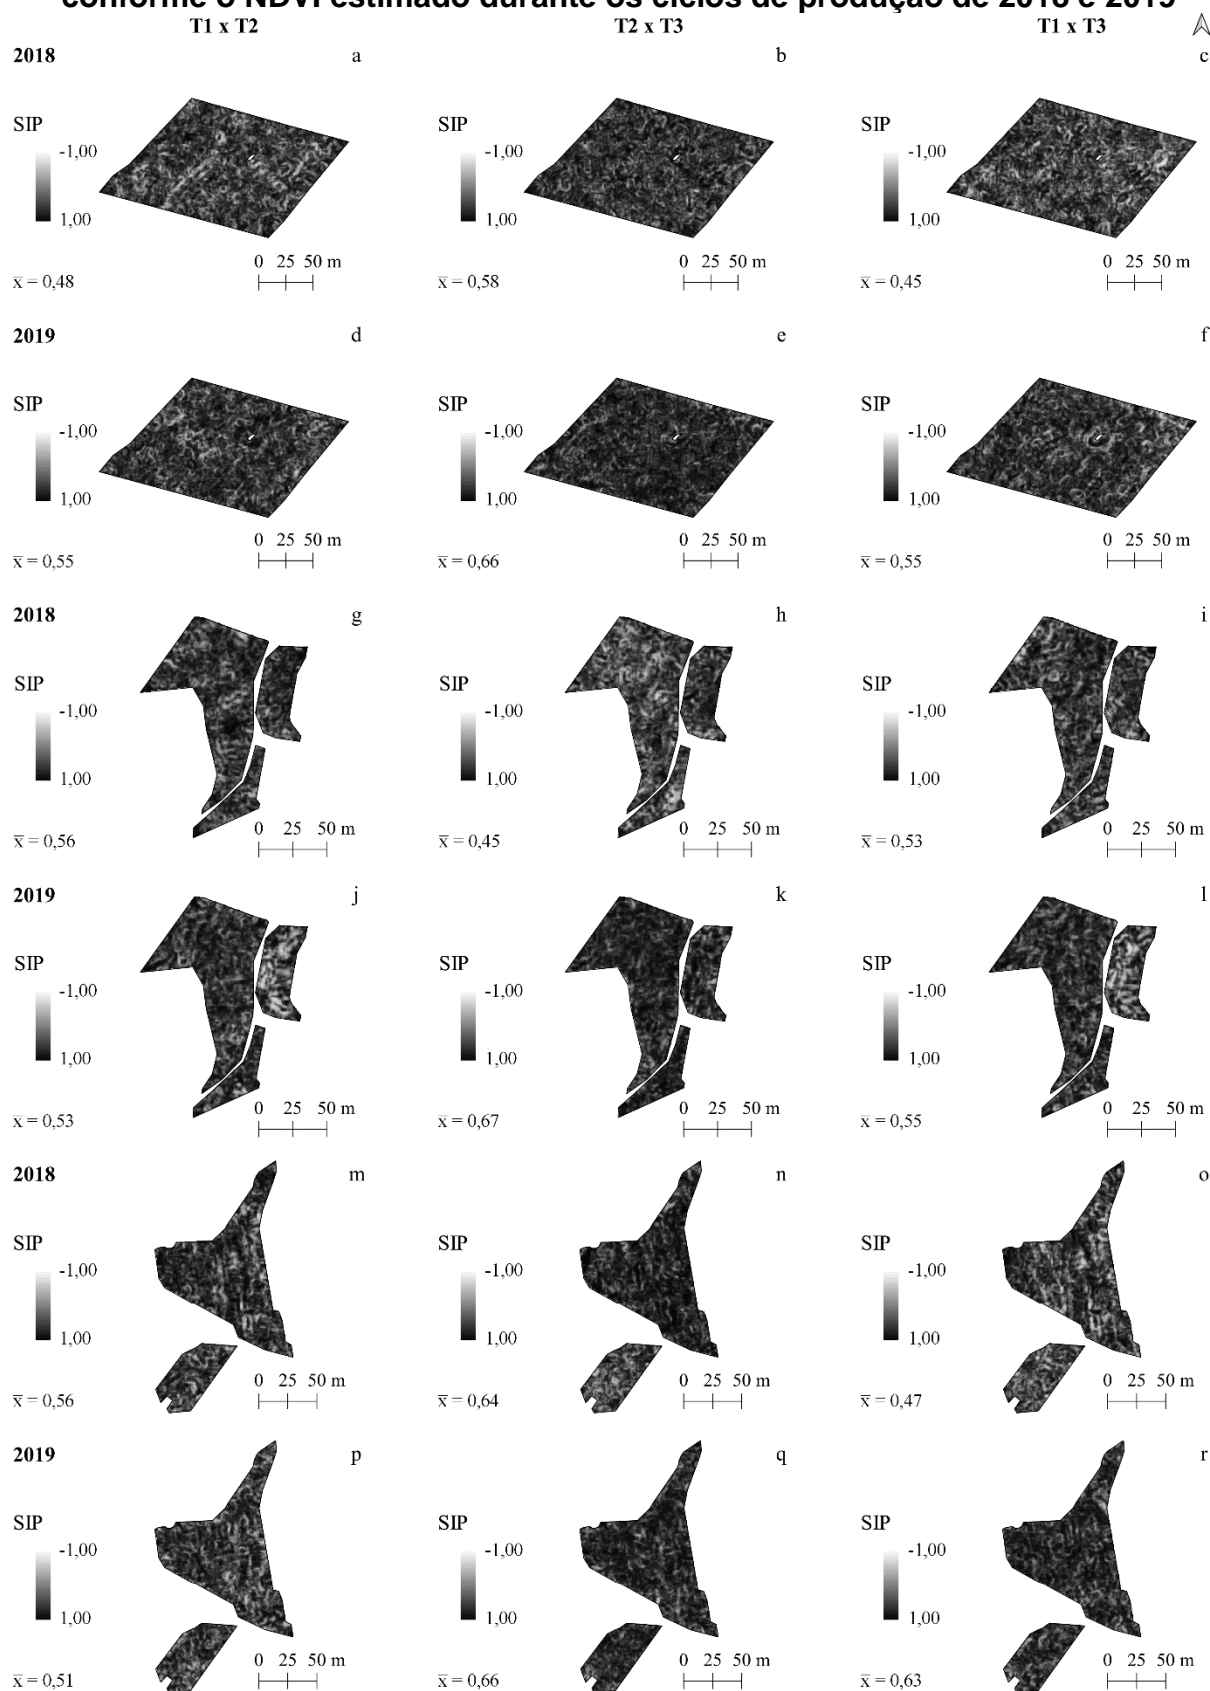 conforme o NDVI estimado durante os ciclos de produção de 2018 e 2019
T1 x T2 T2 x T3 T1 x T3
2018 a b c
SIP SIP SIP
-1,00 -1,00 -1,00
1,00 1,00 1,00
0 25 50 m 0 25 50 m 0 25 50 m
x̅ = 0,48 x̅ = 0,58 x̅ = 0,45
2019 d e f
SIP SIP SIP
-1,00 -1,00 -1,00
1,00 1,00 1,00
0 25 50 m 0 25 50 m 0 25 50 m
x̅ = 0,55 x̅ = 0,66 x̅ = 0,55
2018 g h i
SIP SIP SIP
-1,00 -1,00 -1,00
1,00 1,00 1,00
0 25 50 m 0 25 50 m 0 25 50 m
x̅ = 0,56 x̅ = 0,45 x̅ = 0,53
2019 j k l
SIP SIP SIP
-1,00 -1,00 -1,00
1,00 1,00 1,00
0 25 50 m 0 25 50 m 0 25 50 m
x̅ = 0,53 x̅ = 0,67 x̅ = 0,55
2018 m n o
SIP SIP SIP
-1,00 -1,00 -1,00
1,00 1,00 1,00
0 25 50 m 0 25 50 m 0 25 50 m
x̅ = 0,56 x̅ = 0,64 x̅ = 0,47
2019 p q r
SIP SIP SIP
-1,00 -1,00 -1,00
1,00 1,00 1,00
0 25 50 m 0 25 50 m 0 25 50 m
x̅ = 0,51 x̅ = 0,66 x̅ = 0,63